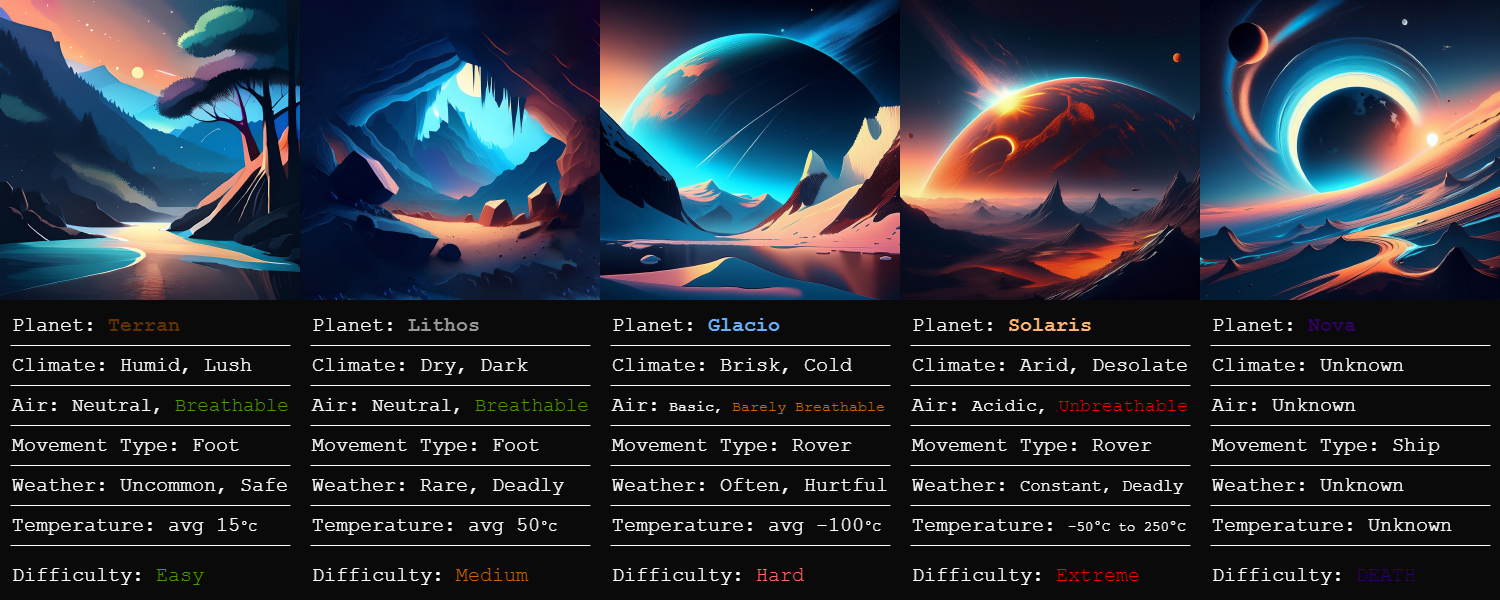 Planet: Terran
Climate: Humid, Lush
Air: Neutral, Breathable
Movement Type: Foot
Weather: Uncommon, Safe
Temperature: avg 15°c
Difficulty: Easy
Planet: Lithos
Climate: Dry, Dark
Air: Neutral, Breathable
Movement Type: Foot
Weather: Rare, Deadly
Temperature: avg 50°c
Difficulty: Medium
Planet: Glacio
Climate: Brisk, Cold
Air: Basic, Barely Breathable
Movement Type: Rover
Weather: Often, Hurtful
Temperature: avg -100°c
Difficulty: Hard
Planet: Solaris
Climate: Arid, Desolate
Air: Acidic, Unbreathable
Movement Type: Rover
Weather: Constant, Deadly
Temperature: -50°c to 250°c
Difficulty: Extreme
Planet: Nova
Climate: Unknown
Air: Unknown
Movement Type: Ship
Weather: Unknown
Temperature: Unknown
Difficulty: DEATH